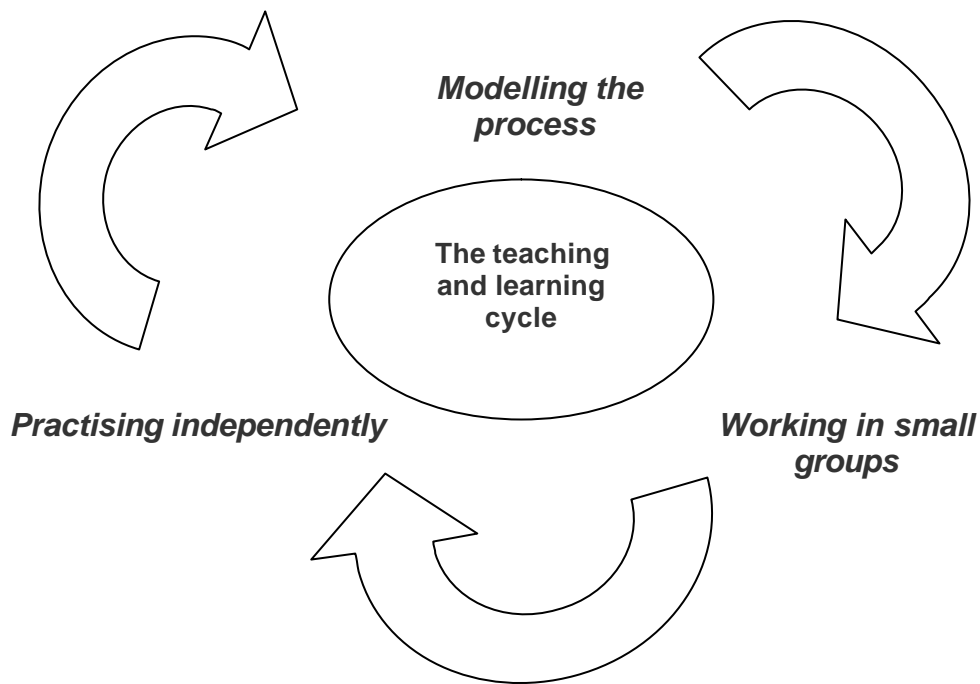 Modelling the
process
The teaching
and learning
cycle
Practising independently
Working in small
groups